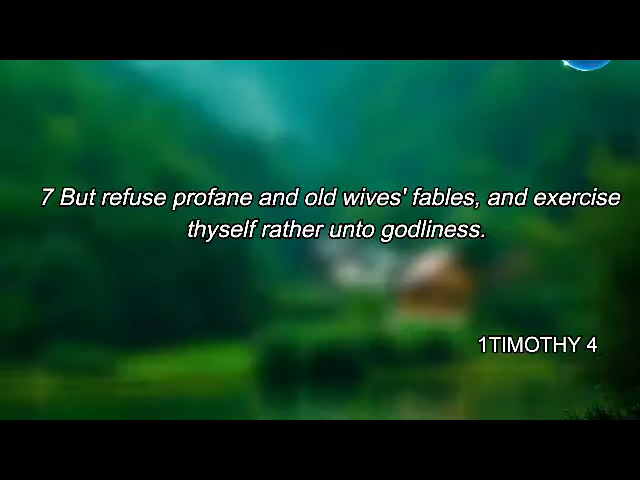 7 But refuse profane and old wives' fables, and exercise
thyself rather unto godliness.
1TIMOTHY 4